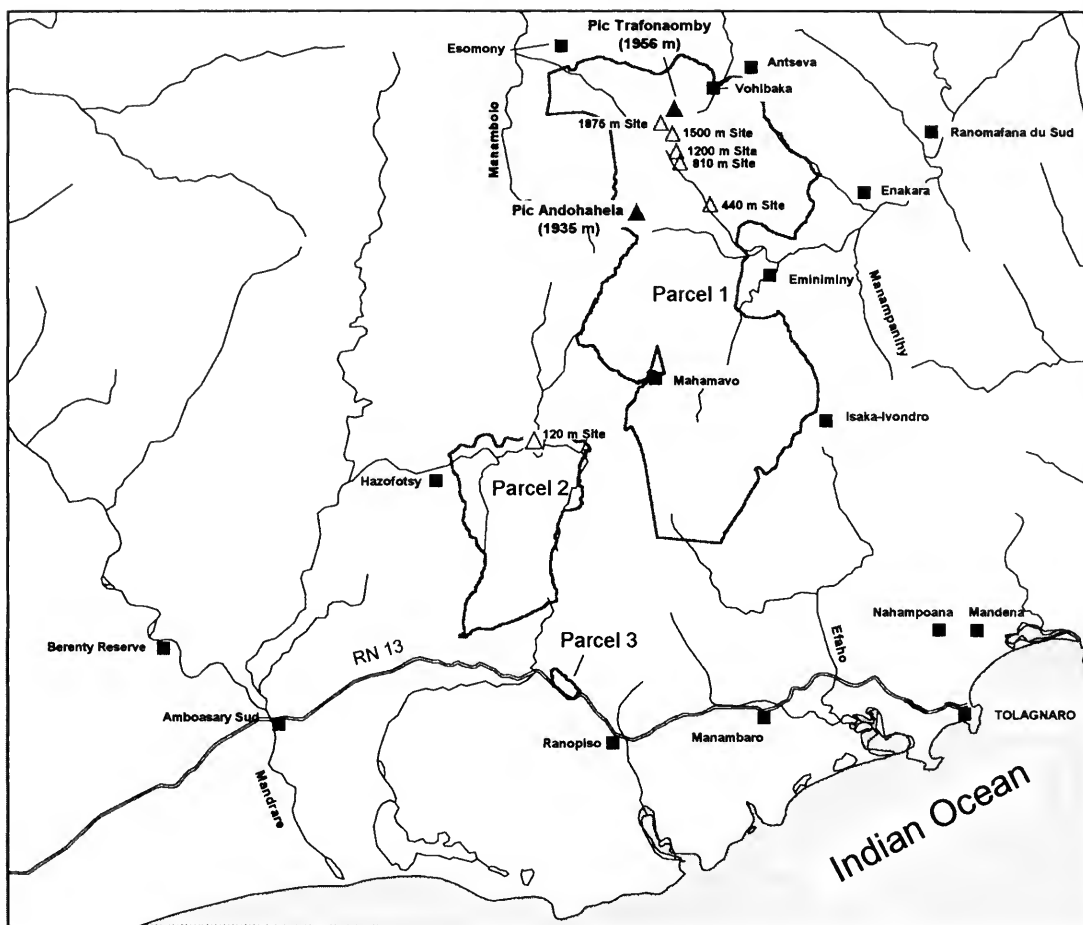 Pic Trafonaomby
(1956 m)
Esomony
Antseva
Vohibaka
Manambolo
1875 m Site
1500 m Site
Ranomafana du Sud
1200 m Site
810 m Site
Enakara
Pic Andohahela
(1935 m)
440 m Site
Eminiminy
Parcel 1
Manampanihy
Mahamavo
Isaka-Ivondro
120 m Site
Hazofotsy
Parcel 2
Nahampoana
Mandena
Efaho
Berenty Reserve
RN 13
Parcel 3
Amboasary Sud
TOLAGNARO
Ranopiso
Manambaro
Mandrare
Indian Ocean